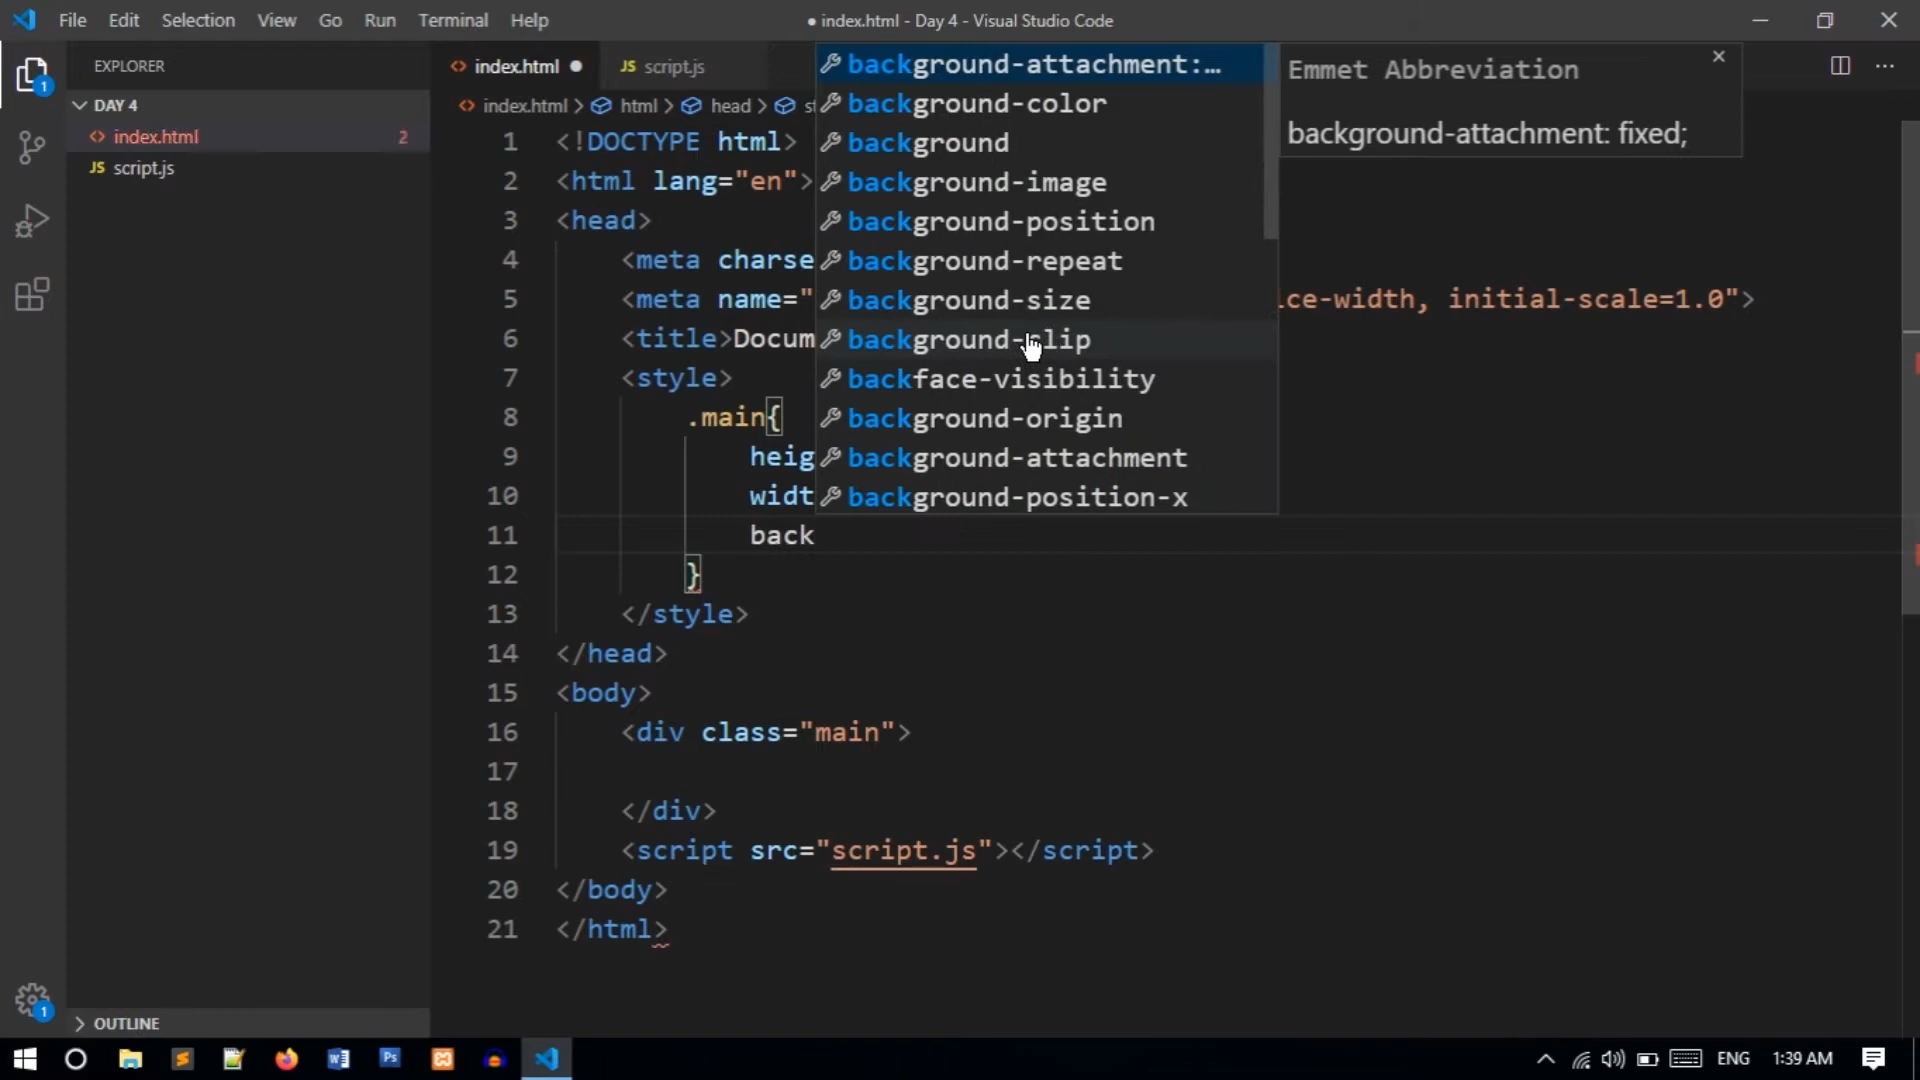 File Edit Selection View Go Run Terminal Help
● index.html - Day 4 - Visual Studio Code
EXPLORER
DAY 4
<> index.html 2
JS script.js
OUTLINE
<> index.html ●
JS script.js
<> index.html > html > head > st
1 <!DOCTYPE html>
2 <html lang="en">
3 <head>
4 <meta charse
5 <meta name=" ice-width, initial-scale=1.0">
6 <title>Docum
7 <style>
8 .main{
9 heig
10 widt
11 back
12 }
13 </style>
14 </head>
15 <body>
16 <div class="main">
17
18 </div>
19 <script src="script.js"></script>
20 </body>
21 </html>
background-attachment:…
background-color
background
background-image
background-position
background-repeat
background-size
background-clip
backface-visibility
background-origin
background-attachment
background-position-x
Emmet Abbreviation
background-attachment: fixed;
1
1
Ps
ENG
1:39 AM